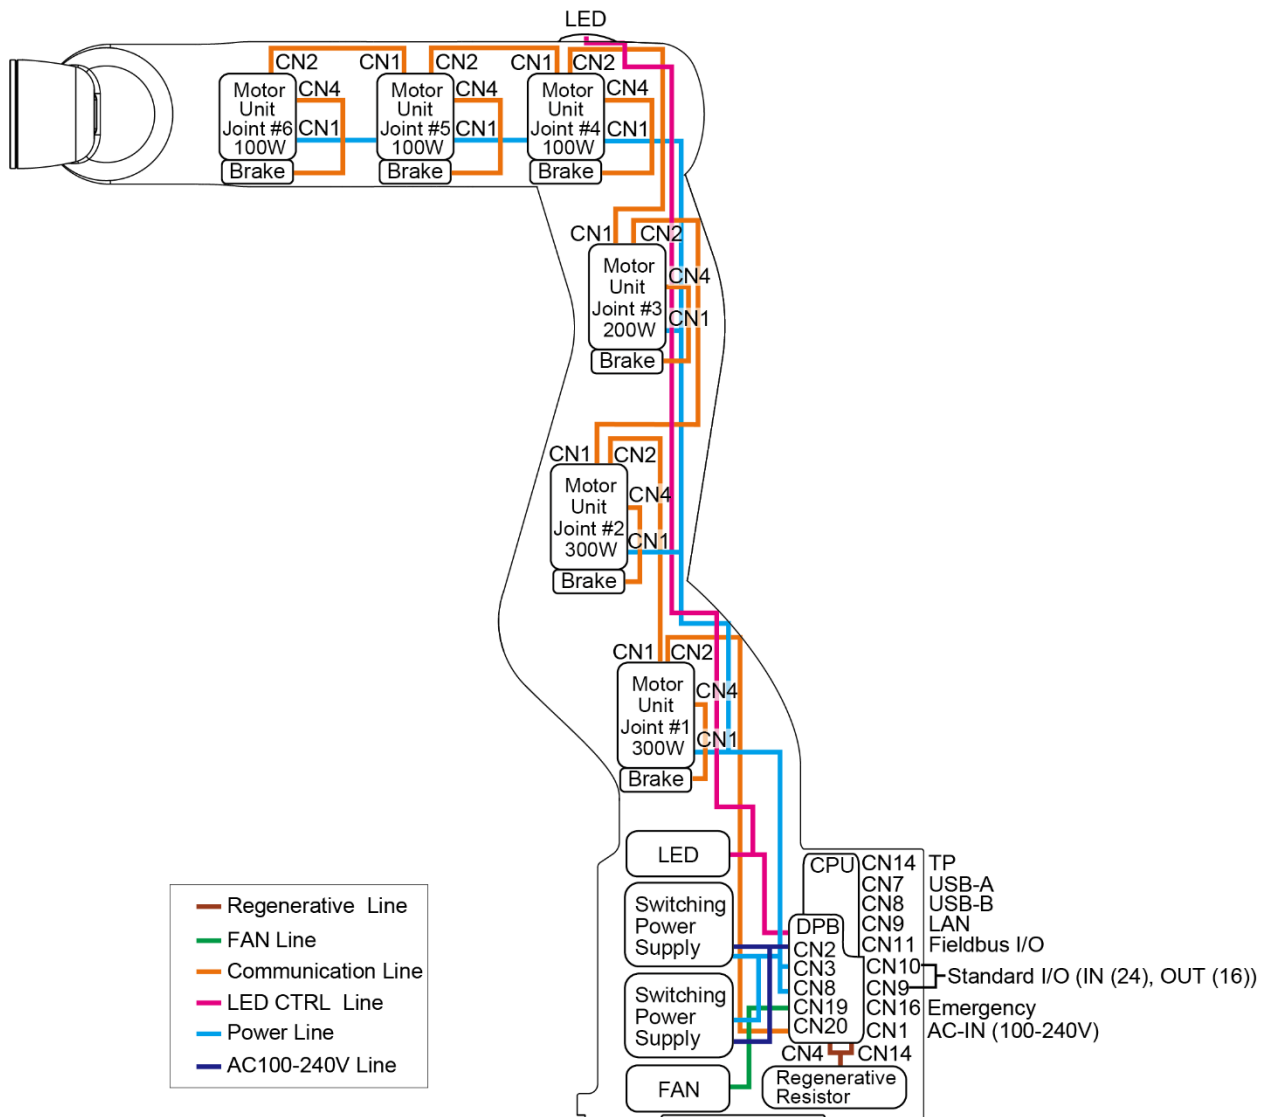 LED
CN2 CN1 CN2 CN1 CN2
Motor
Unit
Joint #6
100W
Brake
CN4
CN1
Motor
Unit
Joint #5
100W
Brake
CN4
CN1
Motor
Unit
Joint #4
100W
Brake
CN4
CN1
CN1 CN2
Motor
Unit
Joint #3
200W
Brake
CN4
CN1
CN1 CN2
Motor
Unit
Joint #2
300W
Brake
CN4
CN1
CN1 CN2
Motor
Unit
Joint #1
300W
Brake
CN4
CN1
LED
Switching
Power
Supply
Switching
Power
Supply
FAN
CPU
DPB
CN2
CN3
CN8
CN19
CN20
CN14 TP
CN7 USB-A
CN8 USB-B
CN9 LAN
CN11 Fieldbus I/O
CN10
CN9
Standard I/O (IN (24), OUT (16))
CN16 Emergency
CN1 AC-IN (100-240V)
CN4 CN14
Regenerative
Resistor
Regenerative Line
FAN Line
Communication Line
LED CTRL Line
Power Line
AC100-240V Line